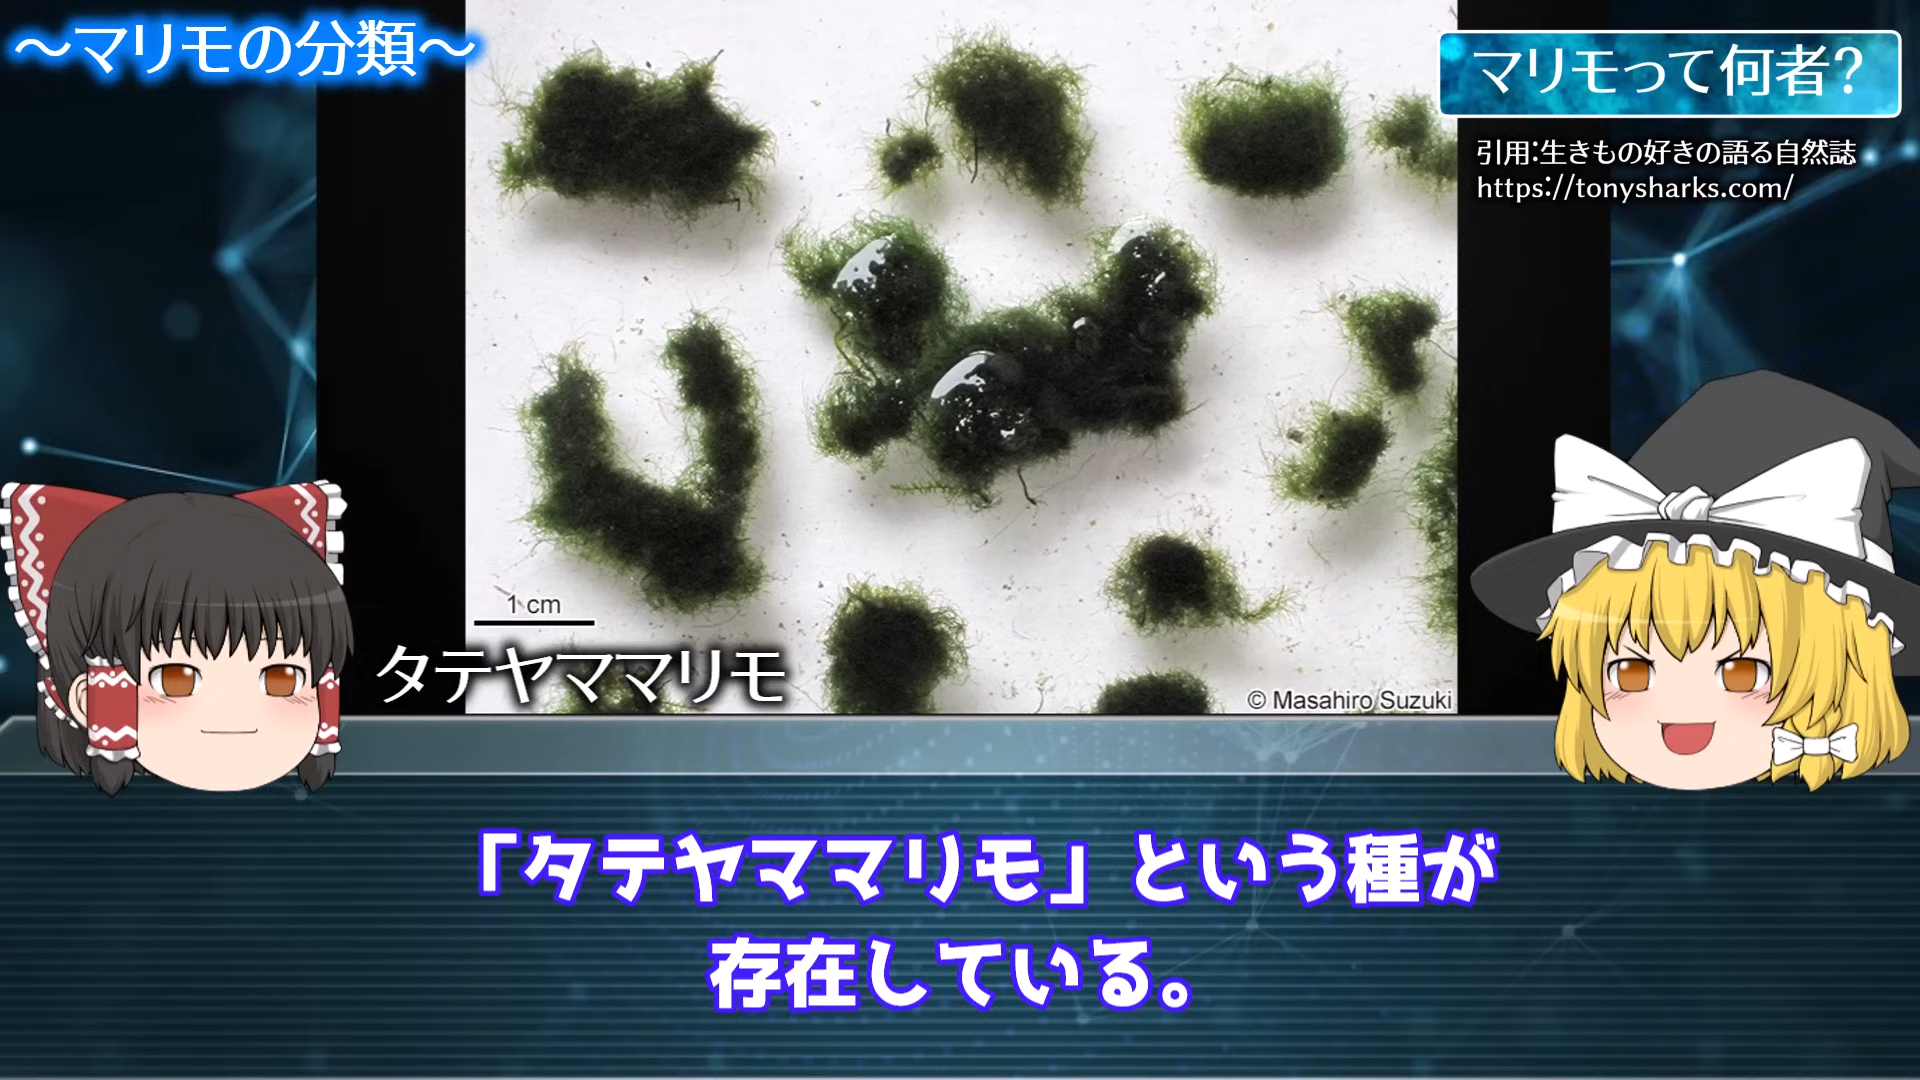 ～マリモの分類～
マリモって何者？
引用:生きもの好きの語る自然誌
https://tonysharks.com/
1 cm
タテヤママリモ
© Masahiro Suzuki
「タテヤママリモ」という種が
存在している。